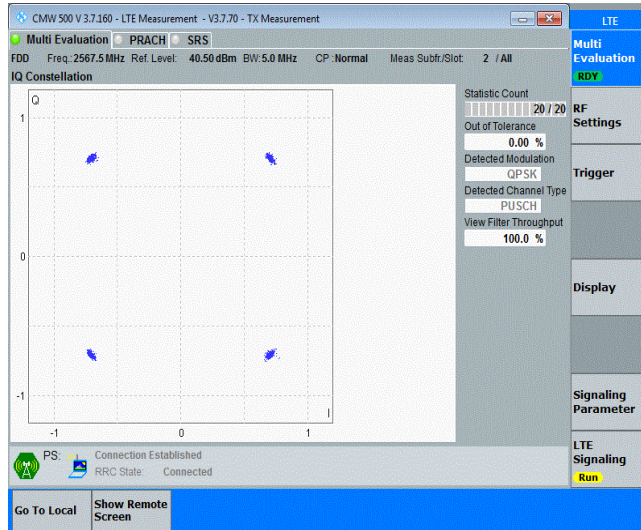 CMW 500 V 3.7.160 - LTE Measurement - V3.7.70 - TX Measurement
LTE
Multi Evaluation PRACH SRS
FDD Freq.:2567.5 MHz Ref. Level: 40.50 dBm BW:5.0 MHz CP :Normal Meas Subfr/Slot: 2 / All
IQ Constellation
Q
1
0
-1
I
-1 0 1
Statistic Count
20 / 20
Out of Tolerance
0.00 %
Detected Modulation
QPSK
Detected Channel Type
PUSCH
View Filter Throughput
100.0 %
PS: Connection Established
RRC State: Connected
Multi
Evaluation
RDY
RF
Settings
Trigger
Display
Signaling
Parameter
LTE
Signaling
Run
Go To Local
Show Remote
Screen